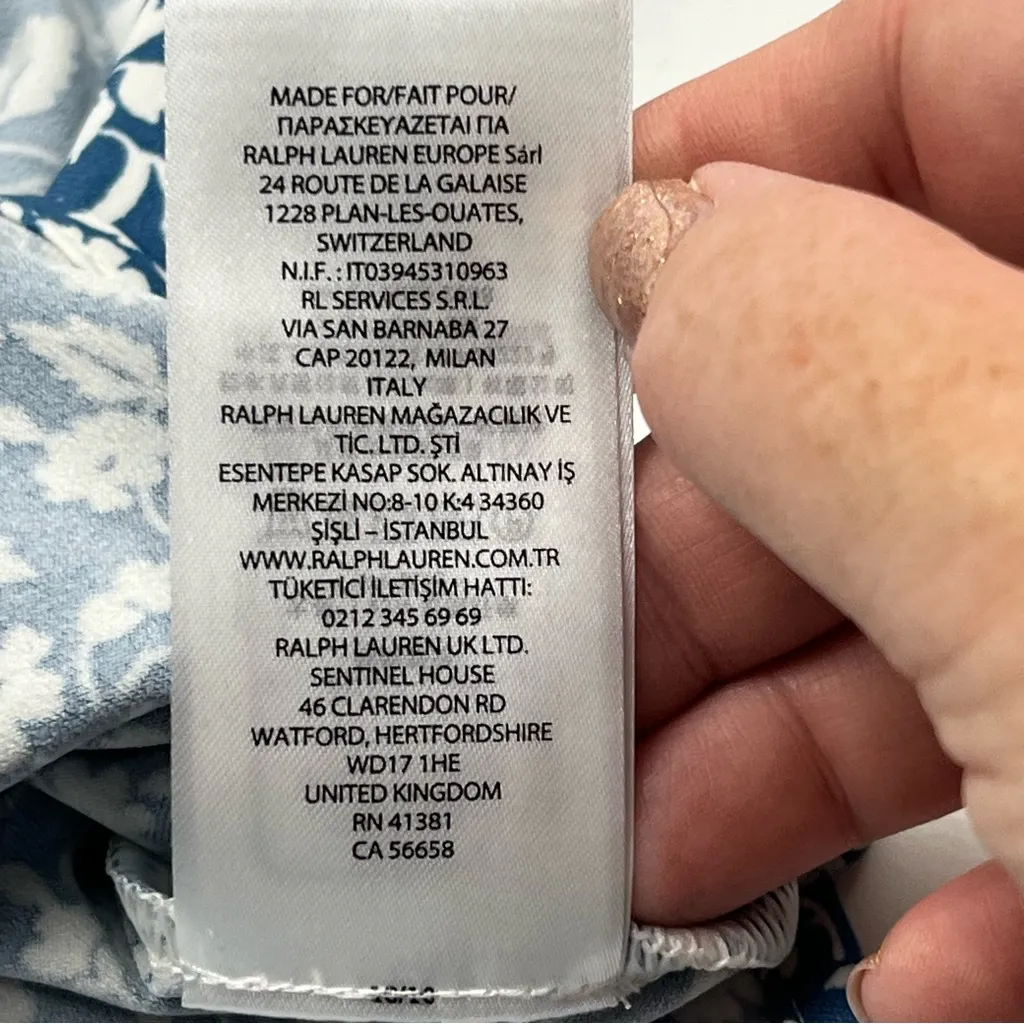 MADE FOR/FAIT POUR/
ΠΑΡΑΣΚΕΥΑΖΕΤΑΙ ΓΙΑ
RALPH LAUREN EUROPE Sárl
24 ROUTE DE LA GALAISE
1228 PLAN-LES-OUATES,
SWITZERLAND
N.I.F. : IT03945310963
RL SERVICES S.R.L.
VIA SAN BARNABA 27
CAP 20122, MILAN
ITALY
RALPH LAUREN MAĞAZACILIK VE
TİC. LTD. ŞTİ
ESENTEPE KASAP SOK. ALTINAY İŞ
MERKEZİ NO:8-10 K:4 34360
ŞİŞLİ – İSTANBUL
WWW.RALPHLAUREN.COM.TR
TÜKETİCİ İLETİŞİM HATTI:
0212 345 69 69
RALPH LAUREN UK LTD.
SENTINEL HOUSE
46 CLARENDON RD
WATFORD, HERTFORDSHIRE
WD17 1HE
UNITED KINGDOM
RN 41381
CA 56658